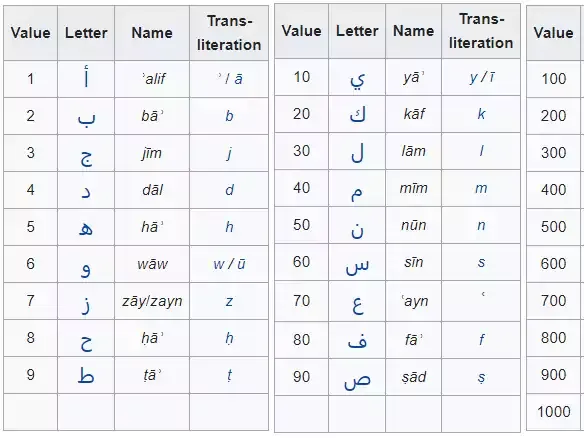 Value Letter Name Trans-literation
1 أ ʾalif ʾ / ā
2 ب bāʾ b
3 ج jīm j
4 د dāl d
5 ه hāʾ h
6 و wāw w / ū
7 ز zāy/zayn z
8 ح ḥāʾ ḥ
9 ط ṭāʾ ṭ
Value Letter Name Trans-literation
10 ي yāʾ y / ī
20 ك kāf k
30 ل lām l
40 م mīm m
50 ن nūn n
60 س sīn s
70 ع ʿayn ʿ
80 ف fāʾ f
90 ص ṣād ṣ
Value
100
200
300
400
500
600
700
800
900
1000